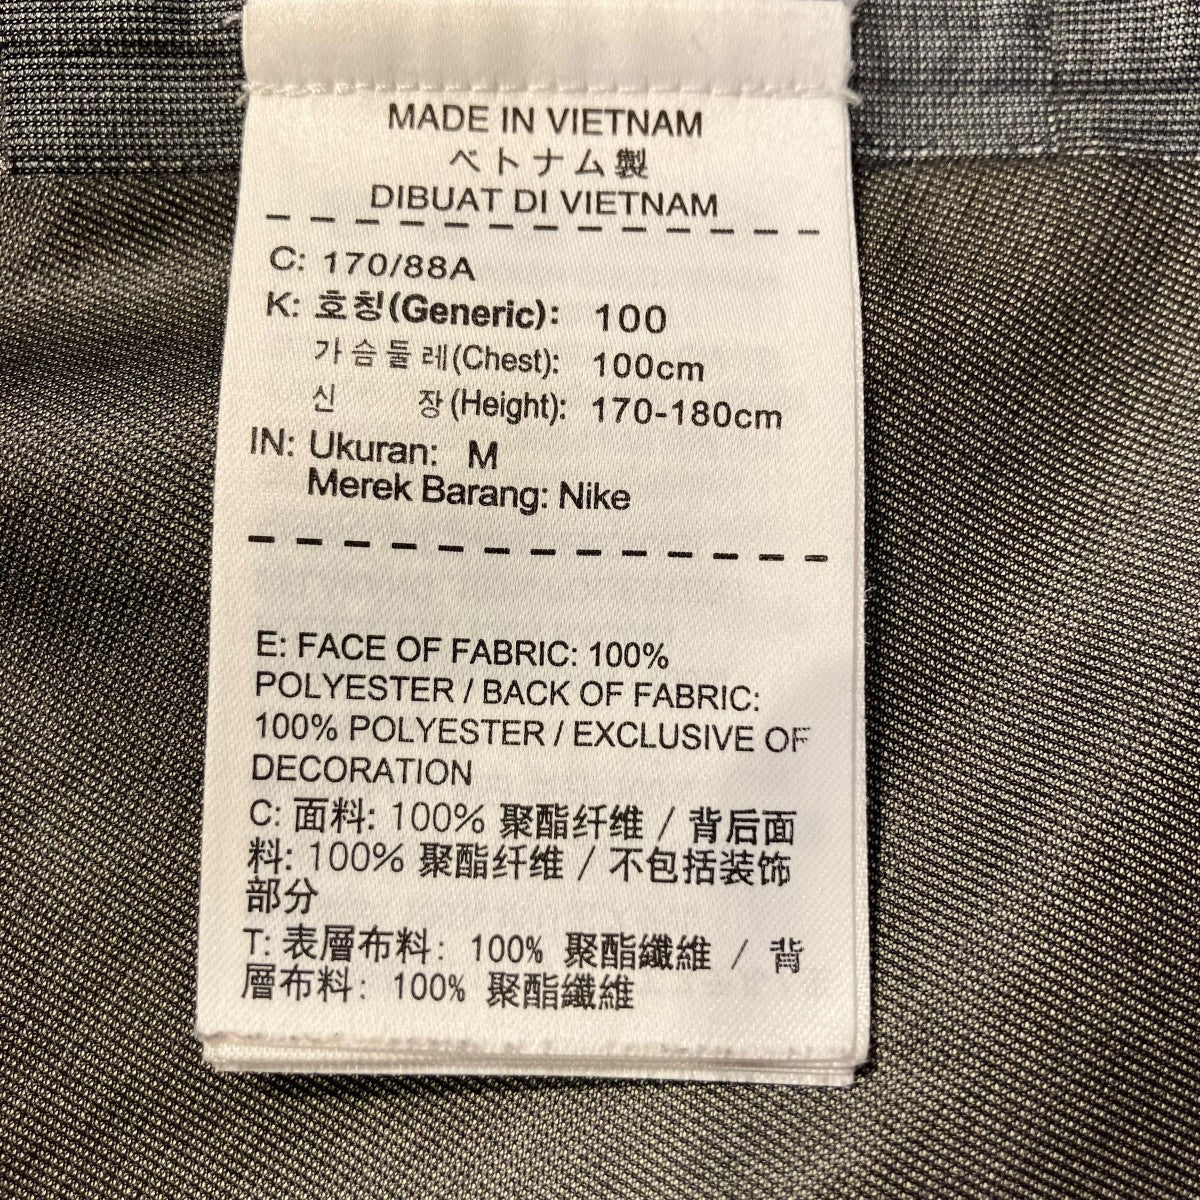 MADE IN VIETNAM
ベトナム製
DIBUAT DI VIETNAM
C: 170/88A
K: 호칭(Generic): 100
가슴둘레(Chest): 100cm
신 장(Height): 170-180cm
IN: Ukuran: M
Merek Barang: Nike
E: FACE OF FABRIC: 100%
POLYESTER / BACK OF FABRIC:
100% POLYESTER / EXCLUSIVE OF
DECORATION
C: 面料: 100% 聚酯纤维 / 背后面
料: 100% 聚酯纤维 / 不包括装饰
部分
T: 表層布料: 100% 聚酯纖維 / 背
層布料: 100% 聚酯纖維